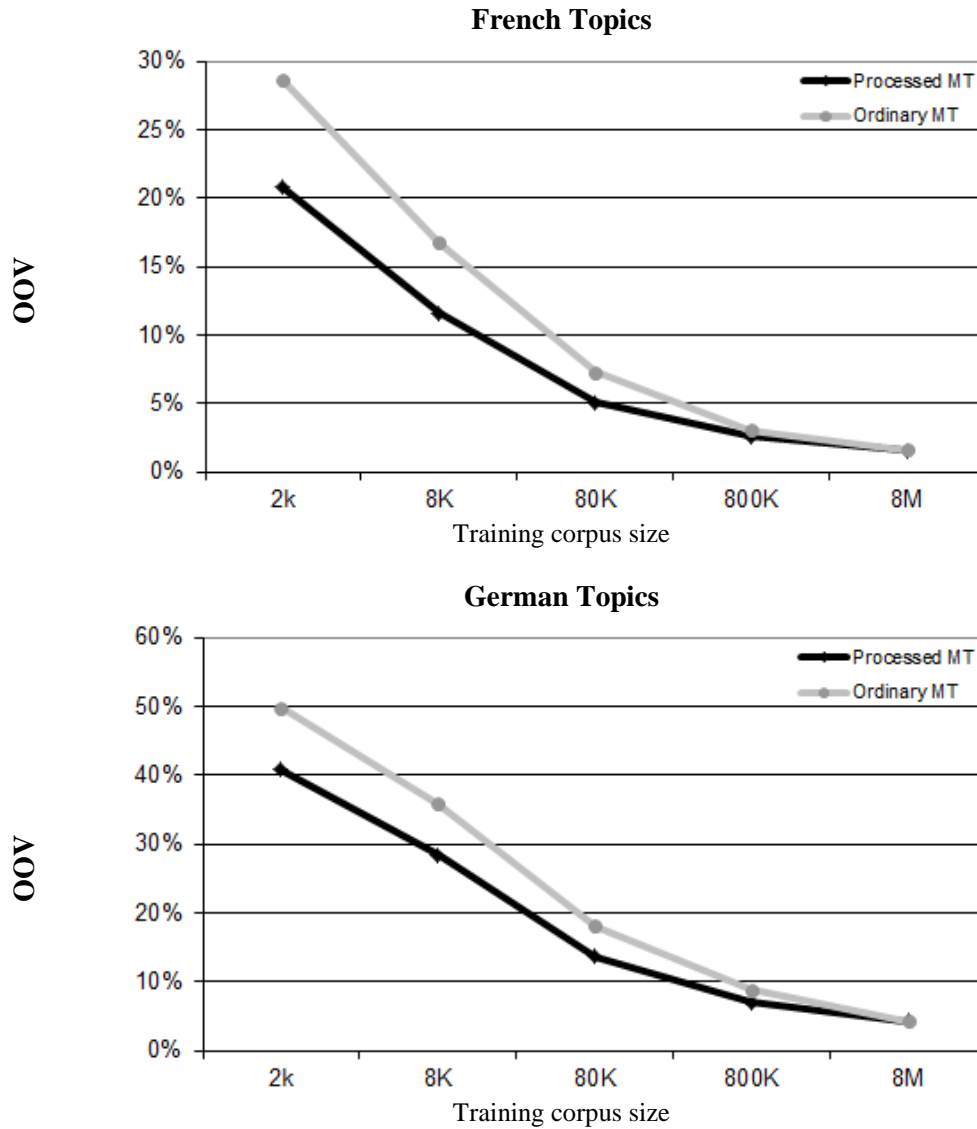 French Topics
30%
25%
20%
15%
10%
5%
0%
OOV
Processed MT
Ordinary MT
2k 8K 80K 800K 8M
Training corpus size
German Topics
60%
50%
40%
30%
20%
10%
0%
OOV
Processed MT
Ordinary MT
2k 8K 80K 800K 8M
Training corpus size